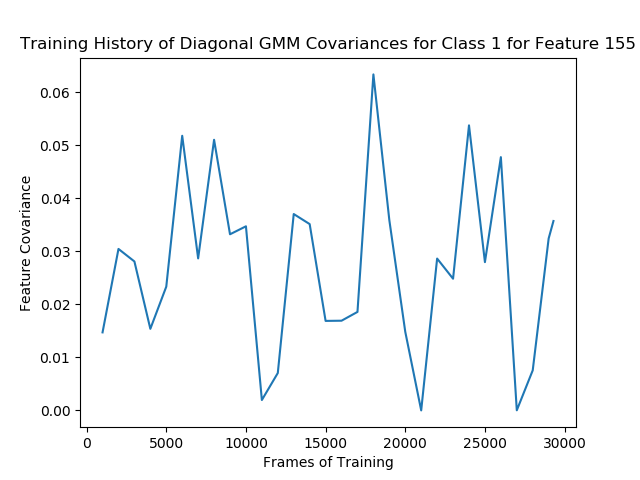 Training History of Diagonal GMM Covariances for Class 1 for Feature 155
0.06
0.05
0.04
0.03
0.02
0.01
0.00
Feature Covariance
0 5000 10000 15000 20000 25000 30000
Frames of Training